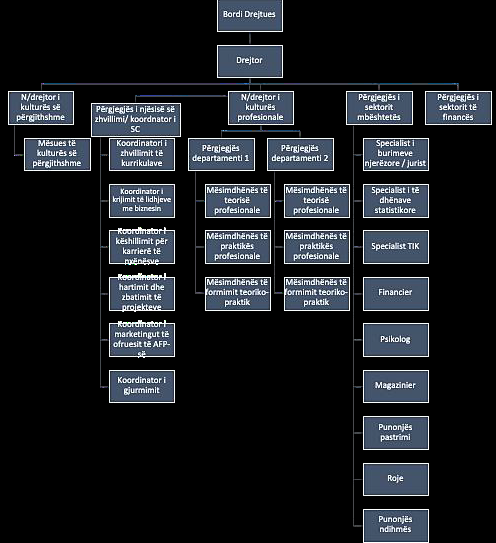 Bordi Drejtues
Drejtor
N/drejtor i
kulturës së
përgjithshme
Mësues të
kulturës së
përgjithshme
Përgjegjës i njësisë së
zhvillimi/ koordinator i
SC
Koordinatori i
zhvillimit të
kurrikulave
Koordinator i
krijimit të lidhjeve
me biznesin
Koordinator i
këshillimit për
karrierë të
nxënësve
Koordinator i
hartimit dhe
zbatimit të
projekteve
Koordinator i
marketingut të
ofruesit të AFP-
së
Koordinator i
gjurmimit
N/drejtor i
kulturës
profesionale
Përgjegjës
departamenti 1
Mësimdhënës të
teorisë
profesionale
Mësimdhënës të
praktikës
profesionale
Mësimdhënës të
formimit teoriko-
praktik
Përgjegjës
departamenti 2
Mësimdhënës të
teorisë
profesionale
Mësimdhënës të
praktikës
profesionale
Mësimdhënës të
formimit teoriko-
praktik
Përgjegjës i
sektorit
mbështetës
Specialist i
burimeve
njerëzore / jurist
Specialist i të
dhënave
statistikore
Specialist TIK
Financier
Psikolog
Magazinier
Punonjës
pastrimi
Roje
Punonjës
ndihmës
Përgjegjës i
sektorit të
financës